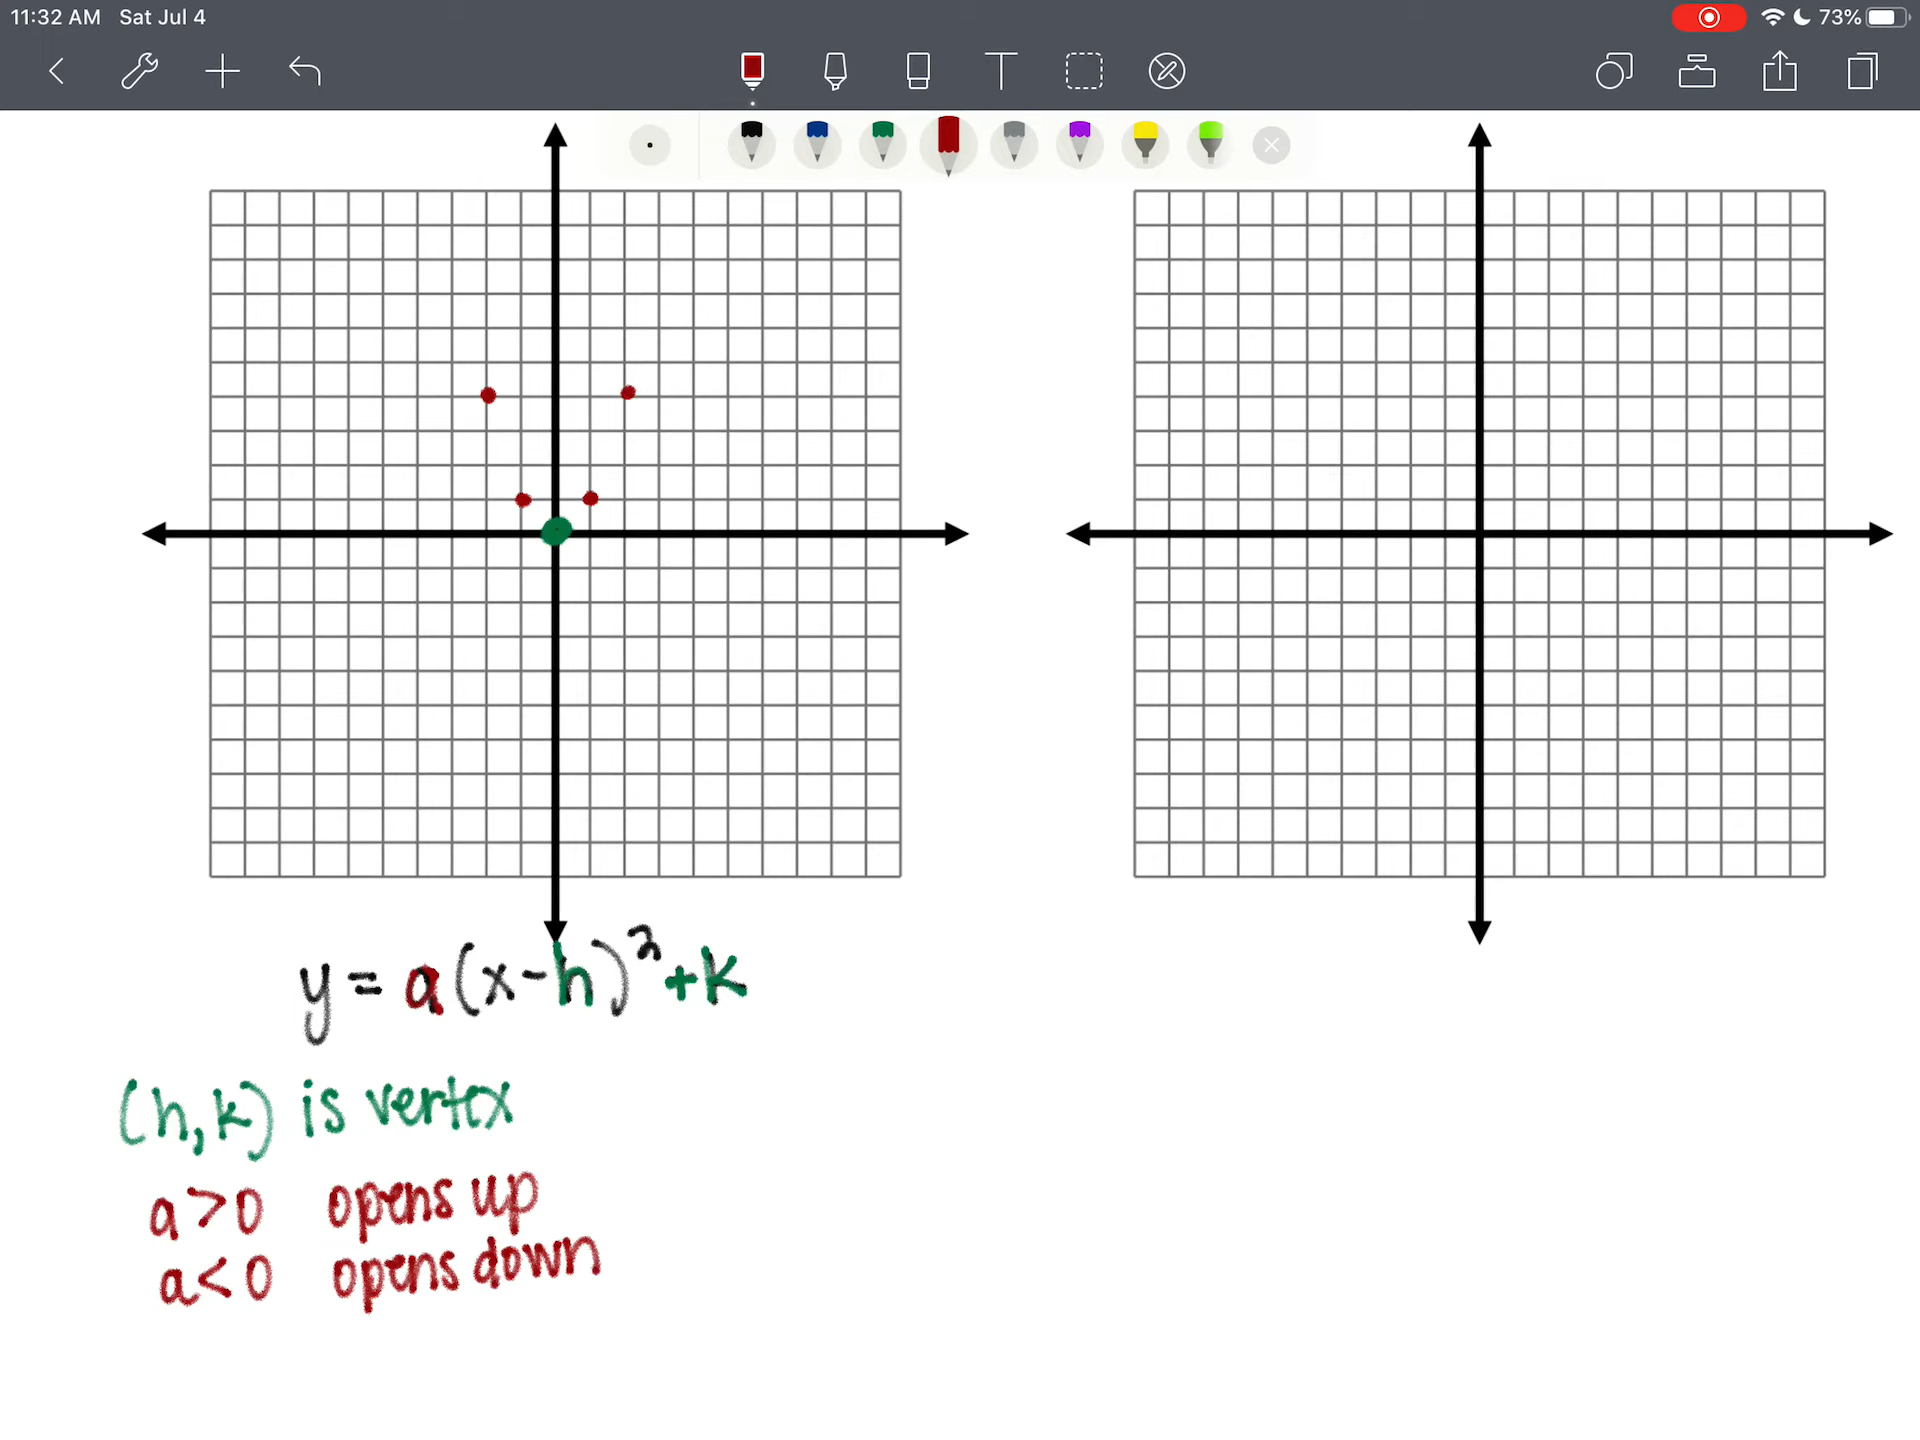 11:32 AM Sat Jul 4
73%
T
y = a(x-h)²+k
(h,k) is vertex
a>0 opens up
a<0 opens down